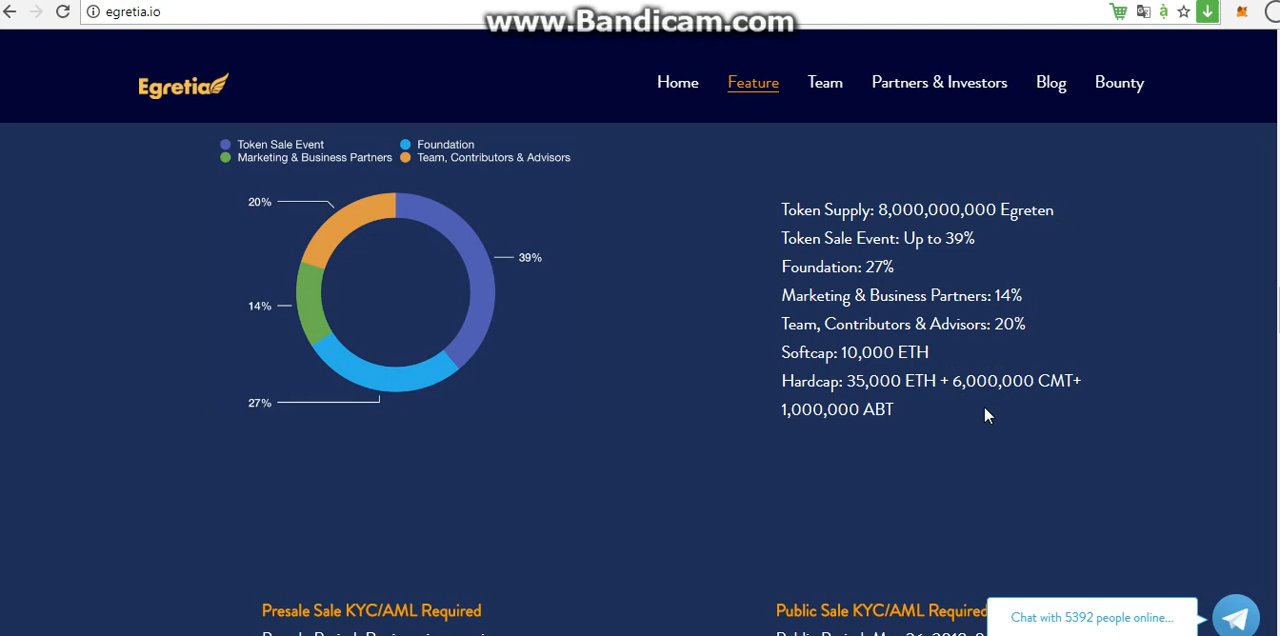 egretia.io
www.Bandicam.com
Egretia
Home Feature Team Partners & Investors Blog Bounty
Token Sale Event Foundation
Marketing & Business Partners Team, Contributors & Advisors
20%
39%
14%
27%
Token Supply: 8,000,000,000 Egreten
Token Sale Event: Up to 39%
Foundation: 27%
Marketing & Business Partners: 14%
Team, Contributors & Advisors: 20%
Softcap: 10,000 ETH
Hardcap: 35,000 ETH + 6,000,000 CMT+
1,000,000 ABT
Presale Sale KYC/AML Required
Public Sale KYC/AML Required
Chat with 5392 people online...